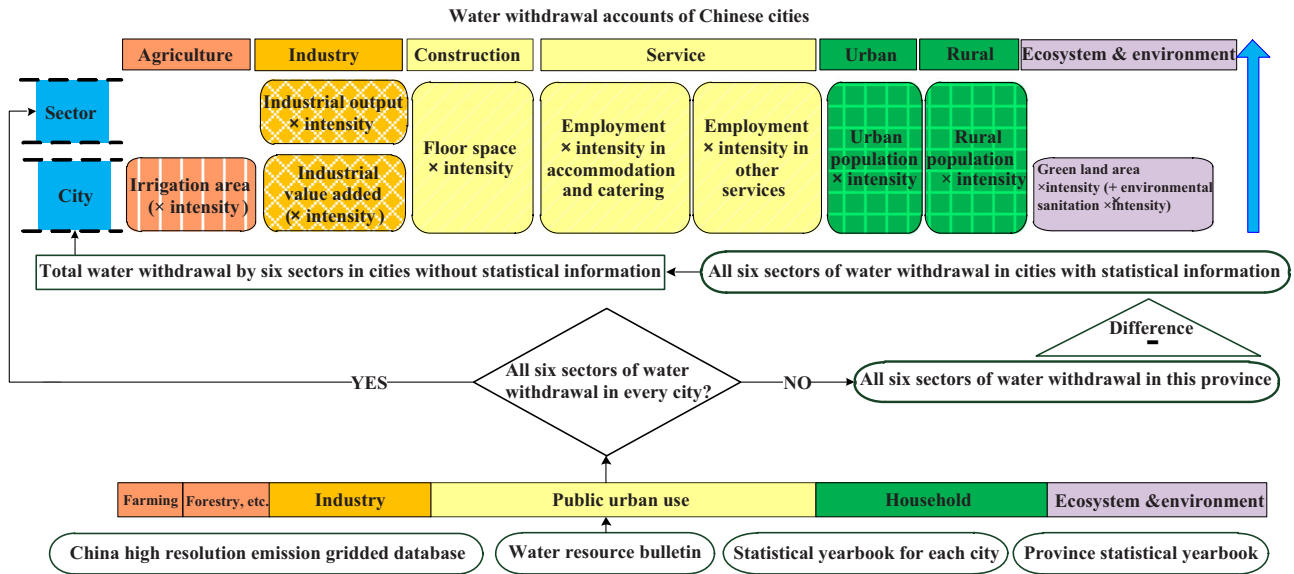 Water withdrawal accounts of Chinese cities
Agriculture
Industry
Construction
Service
Urban
Rural
Ecosystem & environment
Sector
Industrial output
× intensity
Floor space
× intensity
Employment
× intensity in
accommodation
and catering
Employment
× intensity in
other
services
Urban
population
× intensity
Rural
population
× intensity
City
Irrigation area
(× intensity)
Industrial
value added
(× intensity)
Green land area
×intensity (+ environmental
sanitation ×intensity)
×
Total water withdrawal by six sectors in cities without statistical information
All six sectors of water withdrawal in cities with statistical information
Difference
-
YES
All six sectors of water
withdrawal in every city?
NO
All six sectors of water withdrawal in this province
Farming
Forestry, etc.
Industry
Public urban use
Household
Ecosystem &environment
China high resolution emission gridded database
Water resource bulletin
Statistical yearbook for each city
Province statistical yearbook